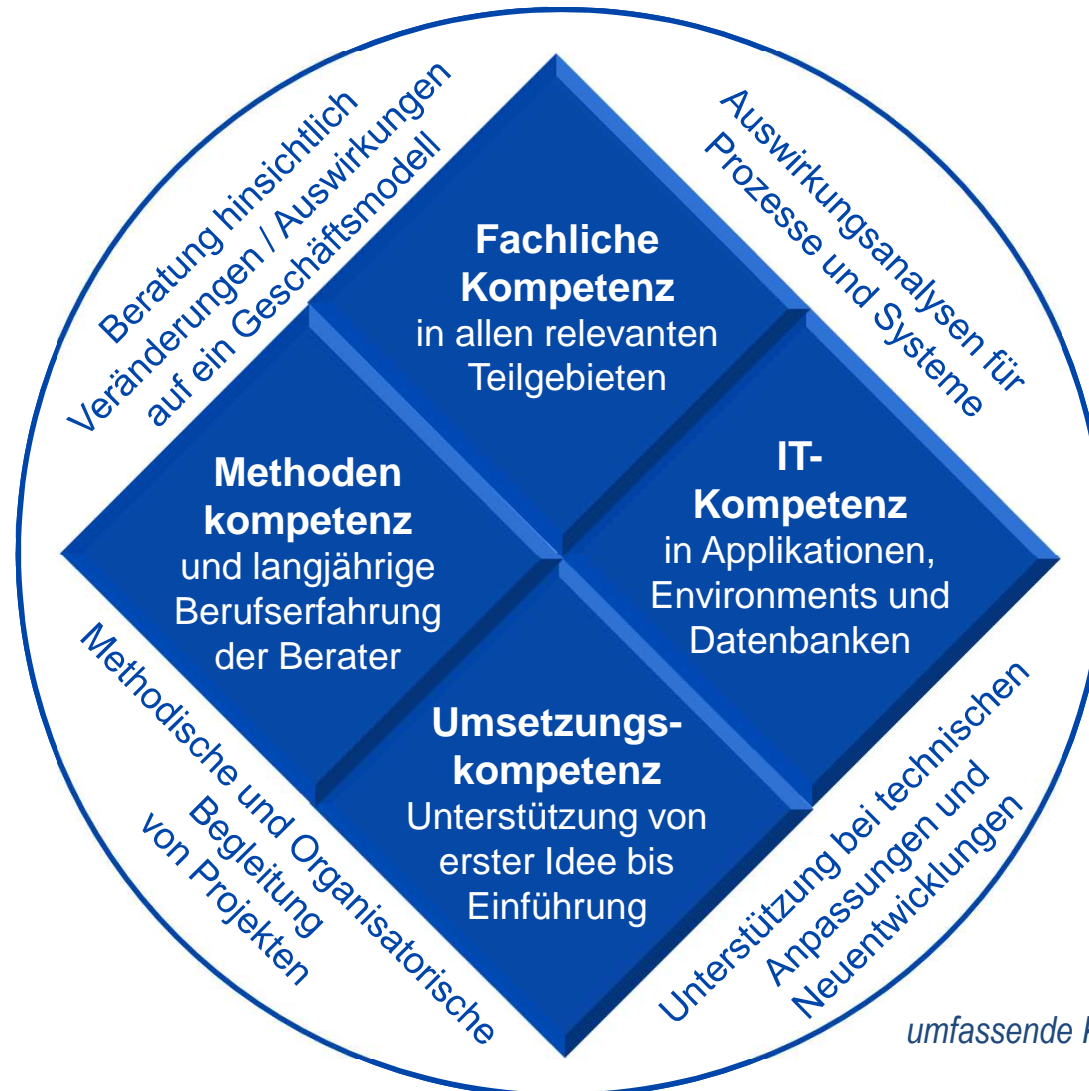 Beratung hinsichtlich
Veränderungen / Auswirkungen
auf ein Geschäftsmodell
Auswirkungsanalysen für
Prozesse und Systeme
Fachliche
Kompetenz
in allen relevanten
Teilgebieten
Methoden
kompetenz
und langjährige
Berufserfahrung
der Berater
IT-
Kompetenz
in Applikationen,
Environments und
Datenbanken
Umsetzungs-
kompetenz
Unterstützung von
erster Idee bis
Einführung
Methodische und Organisatorische
Begleitung
von Projekten
Unterstützung bei technischen
Anpassungen und
Neuentwicklungen
umfassende